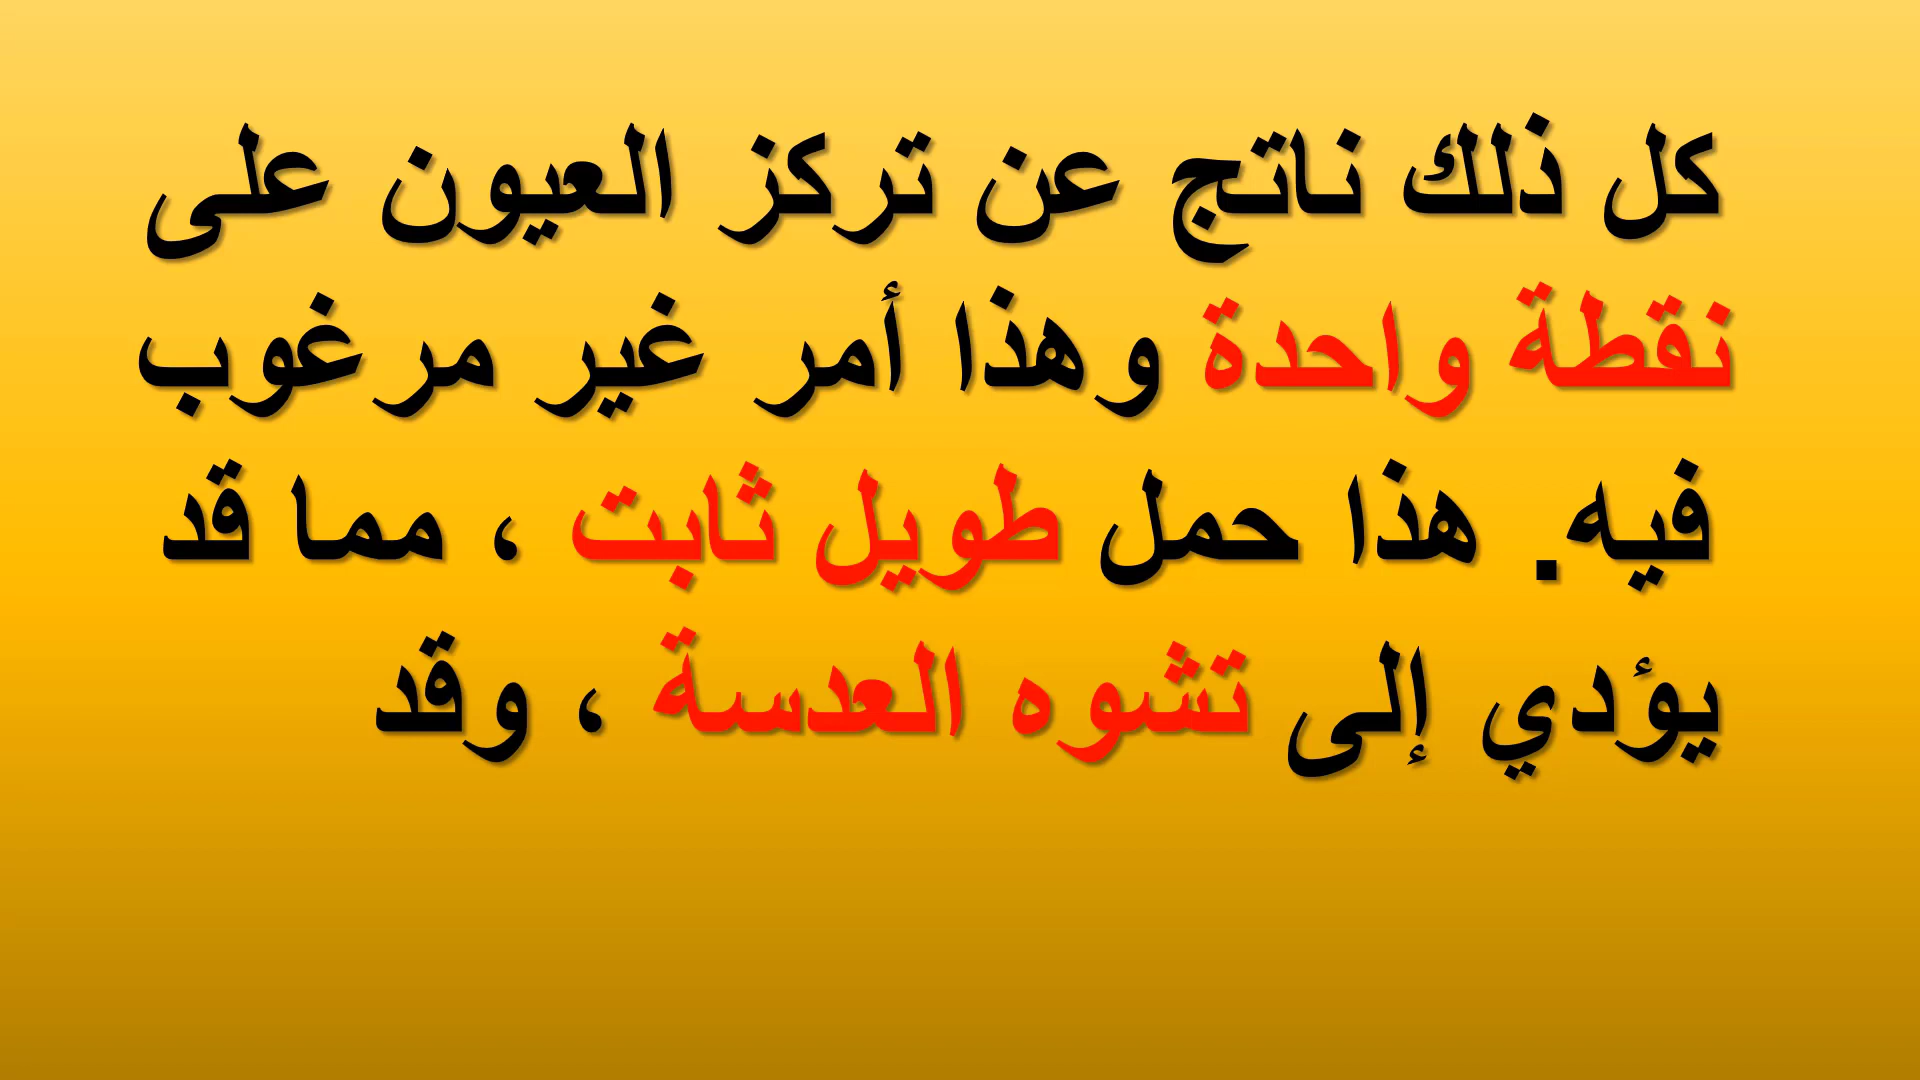 كل ذلك ناتج عن تركز العيون على
نقطة واحدة وهذا أمر غير مرغوب
فيه. هذا حمل طويل ثابت ، مما قد
يؤدي إلى تشوه العدسة ، وقد